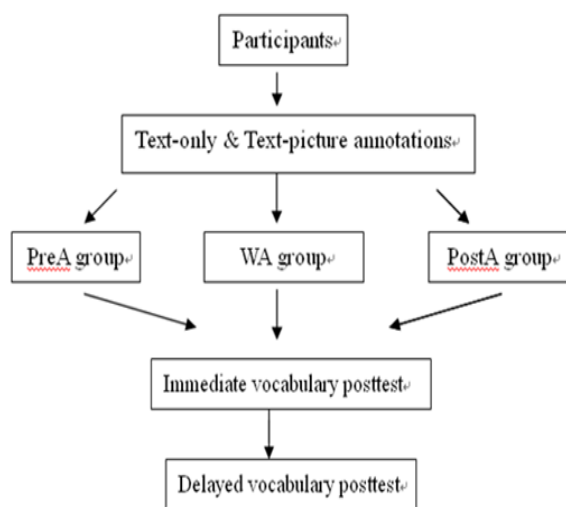 Participants
Text-only & Text-picture annotations
PreA group
WA group
PostA group
Immediate vocabulary posttest
Delayed vocabulary posttest